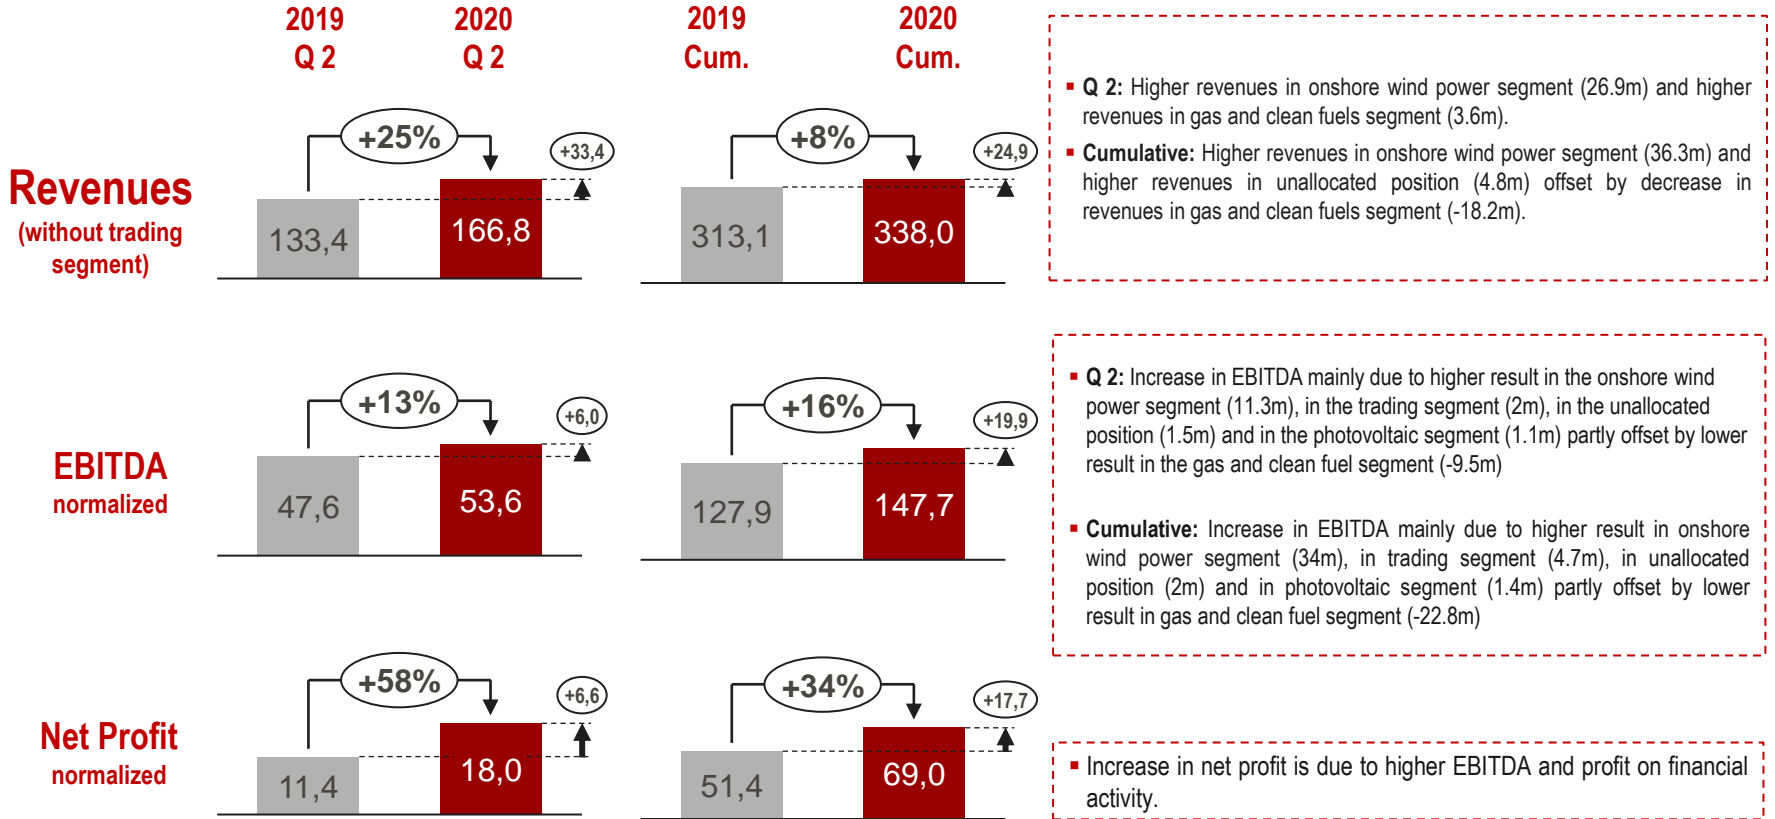 2019
Q 2
2020
Q 2
2019
Cum.
2020
Cum.
Revenues
(without trading
segment)
+25%
+33,4
133,4
166,8
+8%
+24,9
313,1
338,0
▪ Q 2: Higher revenues in onshore wind power segment (26.9m) and higher
revenues in gas and clean fuels segment (3.6m).
▪ Cumulative: Higher revenues in onshore wind power segment (36.3m) and
higher revenues in unallocated position (4.8m) offset by decrease in
revenues in gas and clean fuels segment (-18.2m).
EBITDA
normalized
+13%
+6,0
47,6
53,6
+16%
+19,9
127,9
147,7
▪ Q 2: Increase in EBITDA mainly due to higher result in the onshore wind
power segment (11.3m), in the trading segment (2m), in the unallocated
position (1.5m) and in the photovoltaic segment (1.1m) partly offset by lower
result in the gas and clean fuel segment (-9.5m)
▪ Cumulative: Increase in EBITDA mainly due to higher result in onshore
wind power segment (34m), in trading segment (4.7m), in unallocated
position (2m) and in photovoltaic segment (1.4m) partly offset by lower
result in gas and clean fuel segment (-22.8m)
Net Profit
normalized
+58%
+6,6
11,4
18,0
+34%
+17,7
51,4
69,0
▪ Increase in net profit is due to higher EBITDA and profit on financial
activity.